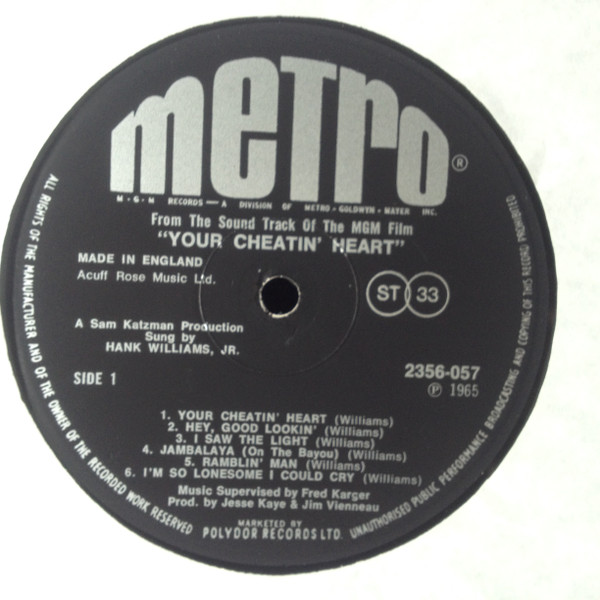 metro®
M-G-M RECORDS — A DIVISION OF METRO-GOLDWYN-MAYER INC.
From The Sound Track Of The MGM Film
"YOUR CHEATIN' HEART"
MADE IN ENGLAND
Acuff Rose Music Ltd.
ST 33
A Sam Katzman Production
Sung by
HANK WILLIAMS, JR.
SIDE 1
2356-057
℗ 1965
1. YOUR CHEATIN' HEART (Williams)
2. HEY, GOOD LOOKIN' (Williams)
3. I SAW THE LIGHT (Williams)
4. JAMBALAYA (On The Bayou) (Williams)
5. RAMBLIN' MAN (Williams)
6. I'M SO LONESOME I COULD CRY (Williams)
Music Supervised by Fred Karger
Prod. by Jesse Kaye & Jim Vienneau
MARKETED BY
POLYDOR RECORDS LTD.
ALL RIGHTS OF THE MANUFACTURER AND OF THE OWNER OF THE RECORDED WORK RESERVED
UNAUTHORISED PUBLIC PERFORMANCE BROADCASTING AND COPYING OF THIS RECORD PROHIBITED